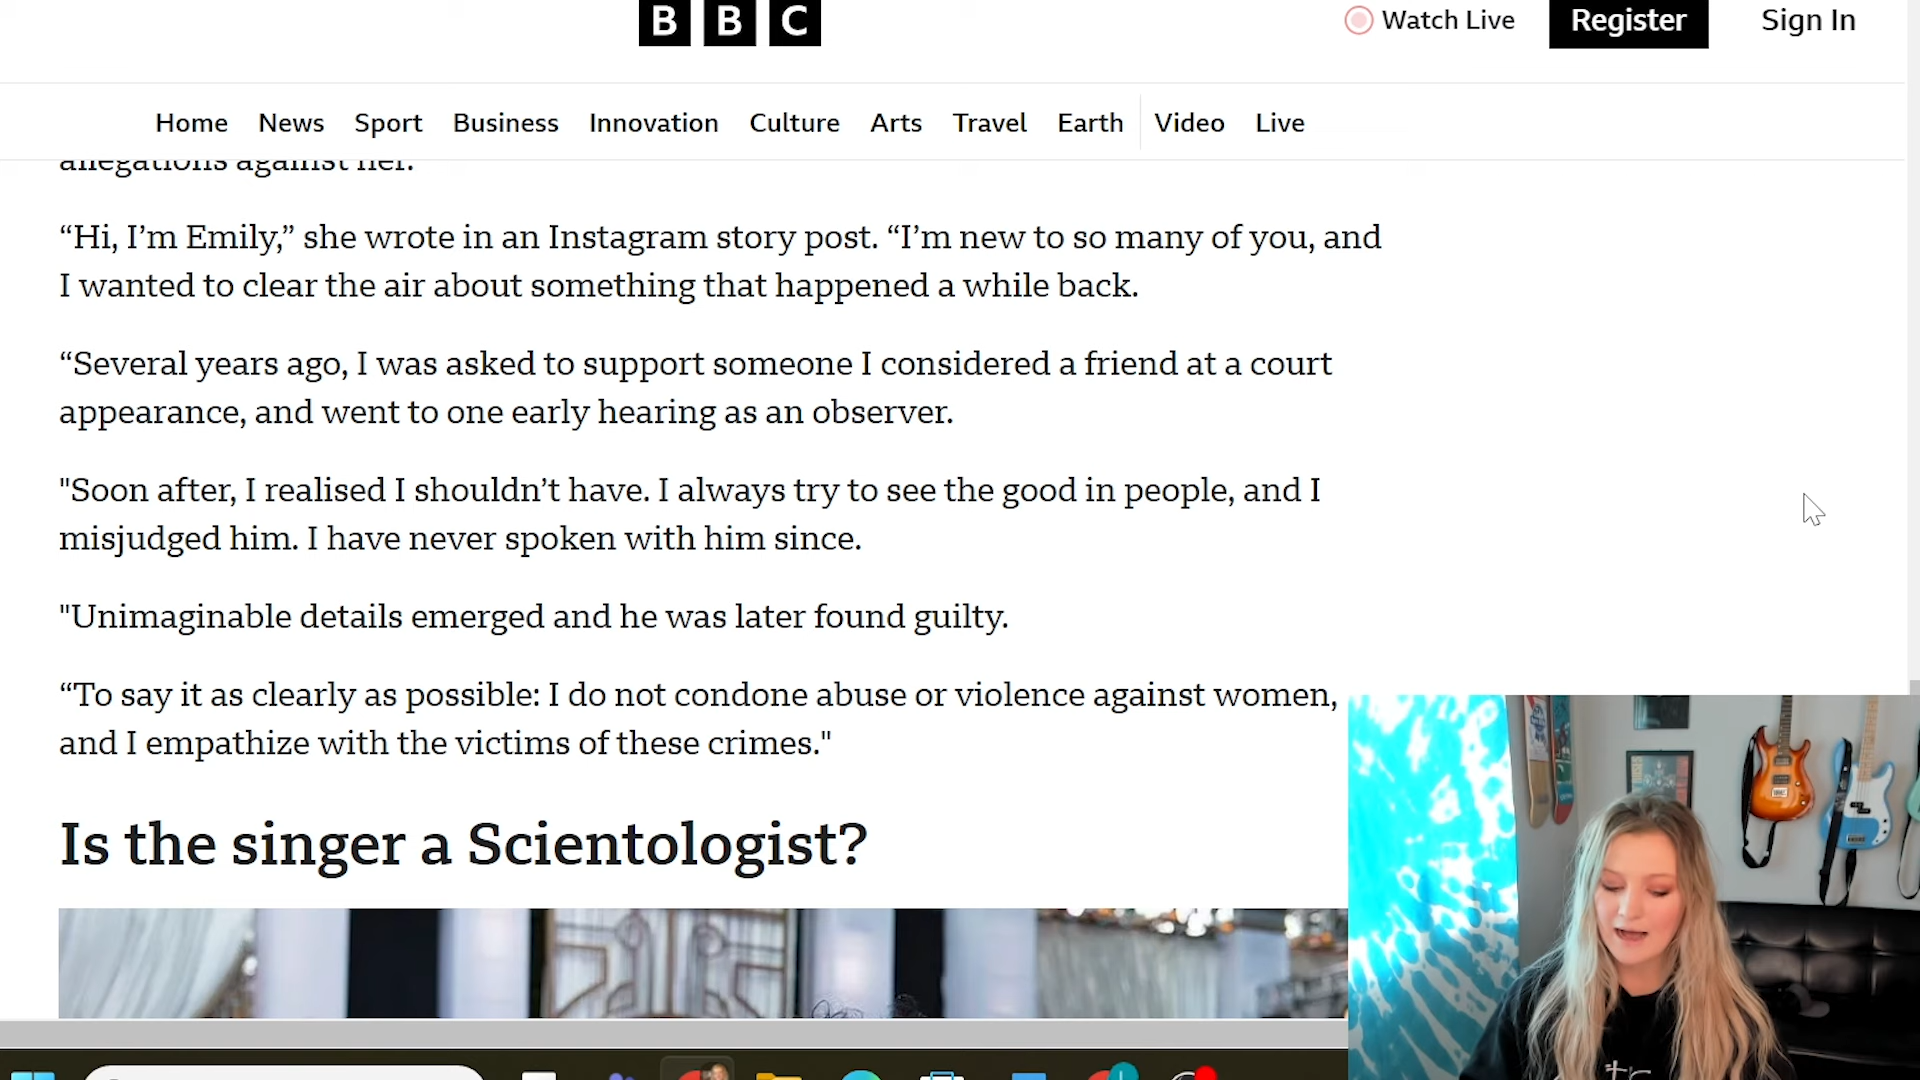 BBC
Watch Live
Register
Sign In
Home News Sport Business Innovation Culture Arts Travel Earth Video Live
allegations against her.
“Hi, I’m Emily,” she wrote in an Instagram story post. “I’m new to so many of you, and
I wanted to clear the air about something that happened a while back.
“Several years ago, I was asked to support someone I considered a friend at a court
appearance, and went to one early hearing as an observer.
"Soon after, I realised I shouldn’t have. I always try to see the good in people, and I
misjudged him. I have never spoken with him since.
"Unimaginable details emerged and he was later found guilty.
“To say it as clearly as possible: I do not condone abuse or violence against women,
and I empathize with the victims of these crimes."
Is the singer a Scientologist?